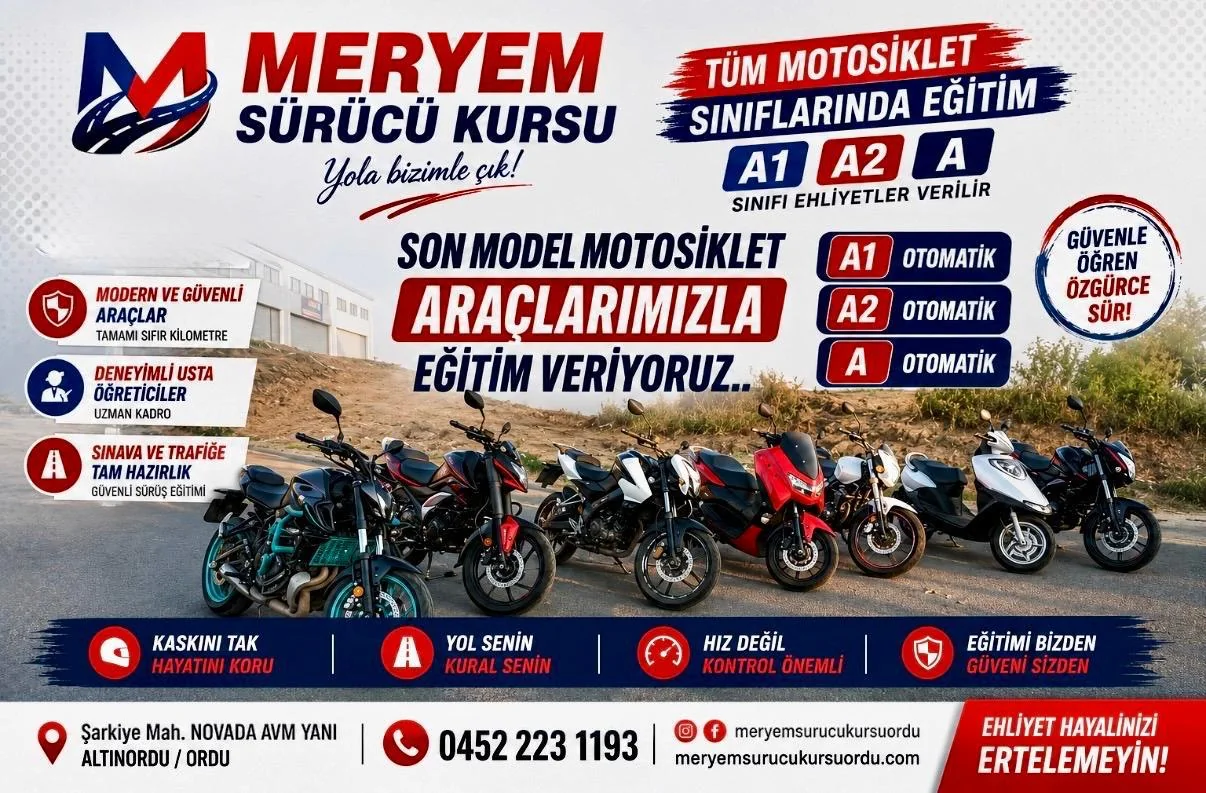 MERYEM
SÜRÜCÜ KURSU
Yola bizimle çık!
TÜM MOTOSİKLET
SINIFLARINDA EĞİTİM
A1 A2 A
SINIFI EHLİYETLER VERİLİR
SON MODEL MOTOSİKLET
ARAÇLARIMIZLA
EĞİTİM VERİYORUZ..
A1 OTOMATİK
A2 OTOMATİK
A OTOMATİK
GÜVENLE
ÖĞREN
ÖZGÜRCE
SÜR!
MODERN VE GÜVENLİ
ARAÇLAR
TAMAMI SIFIR KİLOMETRE
DENEYİMLİ USTA
ÖĞRETİCİLER
UZMAN KADRO
SINAVA VE TRAFİĞE
TAM HAZIRLIK
GÜVENLİ SÜRÜŞ EĞİTİMİ
KASKINI TAK
HAYATINI KORU
YOL SENİN
KURAL SENİN
HIZ DEĞİL
KONTROL ÖNEMLİ
EĞİTİMİ BİZDEN
GÜVENİ SİZDEN
Şarkiye Mah. NOVADA AVM YANI
ALTINORDU / ORDU
0452 223 1193
meryemsurucukursuordu
meryemsurucukursuordu.com
EHLİYET HAYALİNİZİ
ERTELEMEYİN!